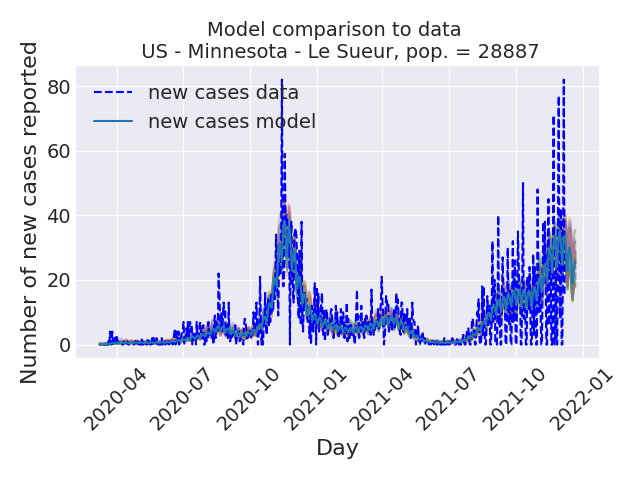 Model comparison to data
US - Minnesota - Le Sueur, pop. = 28887
Number of new cases reported
80
60
40
20
0
new cases data
new cases model
2020-04
2020-07
2020-10
2021-01
2021-04
2021-07
2021-10
2022-01
Day